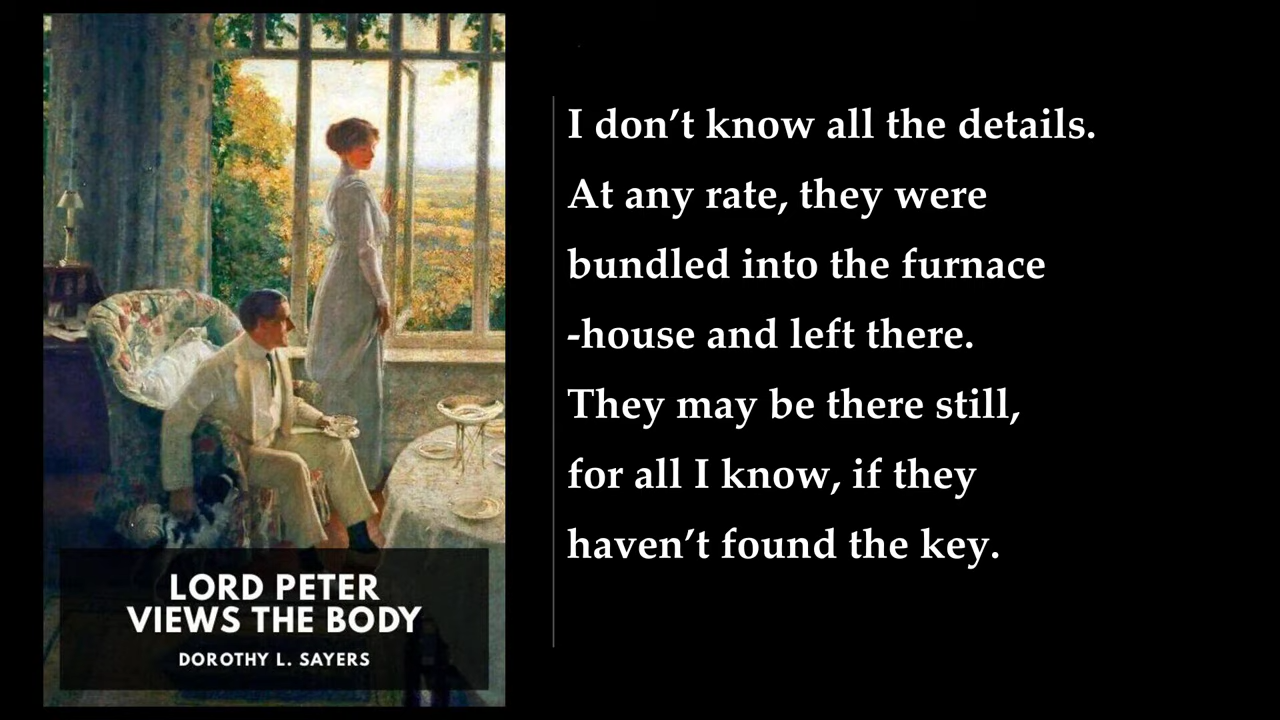 LORD PETER
VIEWS THE BODY
DOROTHY L. SAYERS
I don’t know all the details.
At any rate, they were
bundled into the furnace
-house and left there.
They may be there still,
for all I know, if they
haven’t found the key.